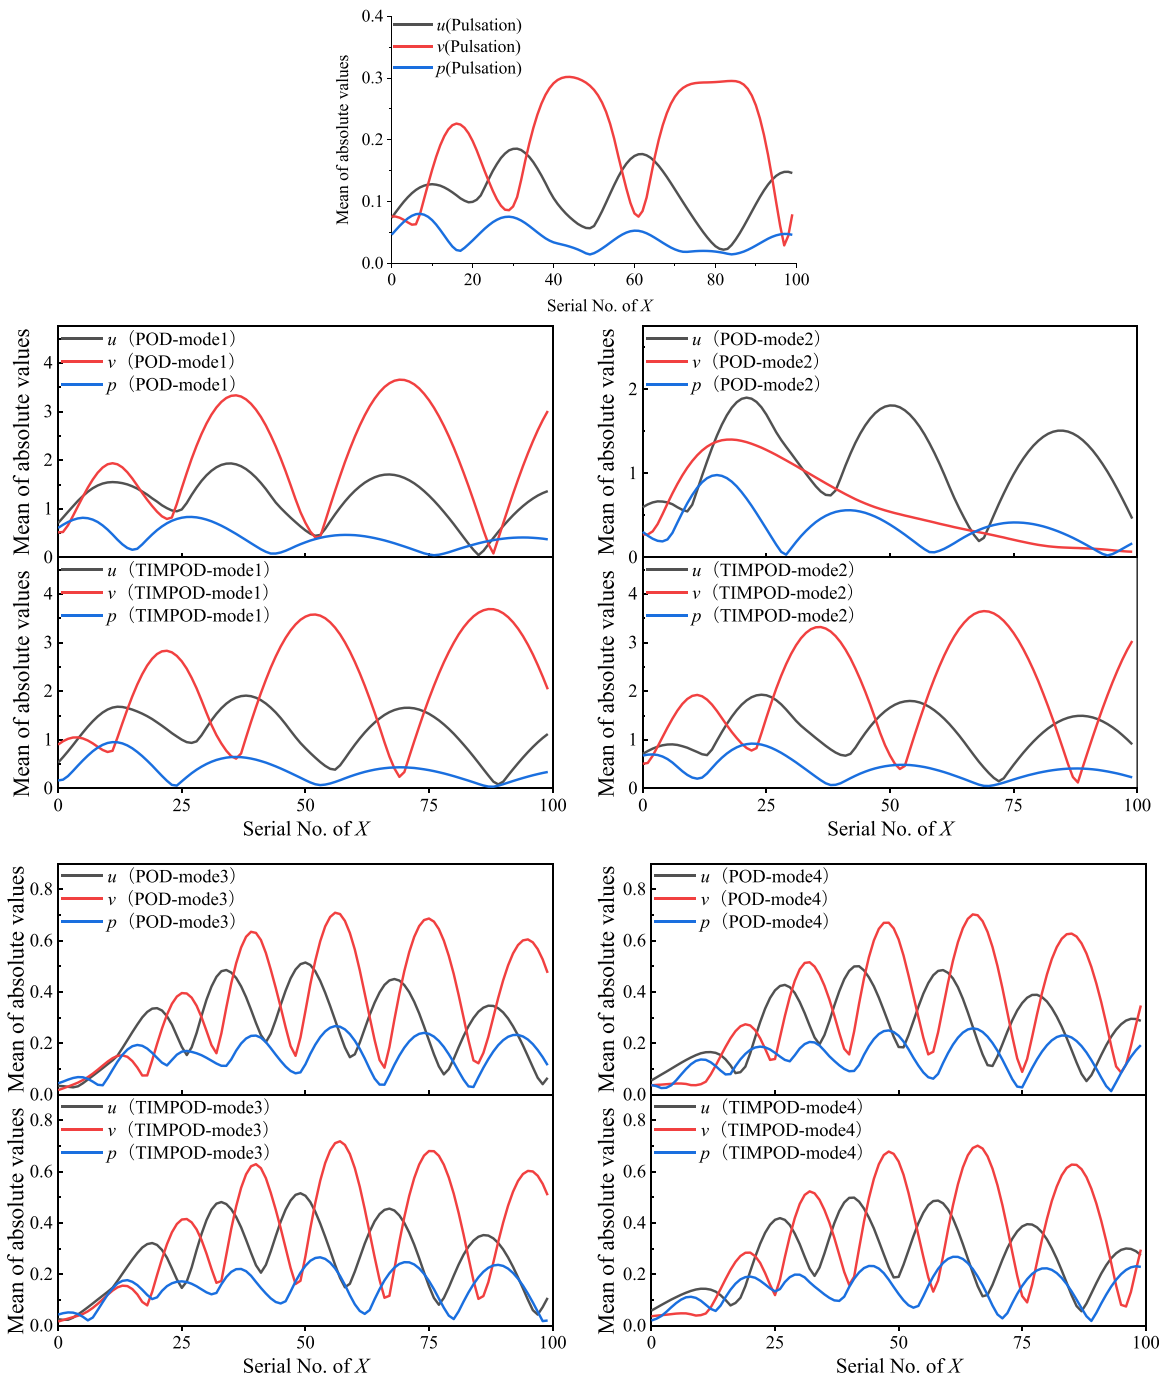 0.4
0.3
0.2
0.1
0.0
Mean of absolute values
u(Pulsation)
v(Pulsation)
p(Pulsation)
0 20 40 60 80 100
Serial No. of X
4
3
2
1
0
Mean of absolute values
u（POD-mode1）
v（POD-mode1）
p（POD-mode1）
2
1
0
Mean of absolute values
u（POD-mode2）
v（POD-mode2）
p（POD-mode2）
4
3
2
1
0
Mean of absolute values
u（TIMPOD-mode1）
v（TIMPOD-mode1）
p（TIMPOD-mode1）
0 25 50 75 100
Serial No. of X
4
3
2
1
0
Mean of absolute values
u（TIMPOD-mode2）
v（TIMPOD-mode2）
p（TIMPOD-mode2）
0 25 50 75 100
Serial No. of X
0.8
0.6
0.4
0.2
0.0
Mean of absolute values
u（POD-mode3）
v（POD-mode3）
p（POD-mode3）
0.8
0.6
0.4
0.2
0.0
Mean of absolute values
u（POD-mode4）
v（POD-mode4）
p（POD-mode4）
0.8
0.6
0.4
0.2
0.0
Mean of absolute values
u（TIMPOD-mode3）
v（TIMPOD-mode3）
p（TIMPOD-mode3）
0 25 50 75 100
Serial No. of X
0.8
0.6
0.4
0.2
0.0
Mean of absolute values
u（TIMPOD-mode4）
v（TIMPOD-mode4）
p（TIMPOD-mode4）
0 25 50 75 100
Serial No. of X